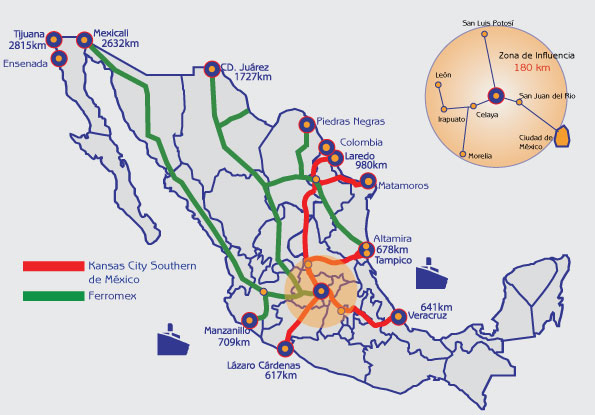 Tijuana
2815km
Mexicali
2632km
Ensenada
CD. Juárez
1727km
Piedras Negras
Colombia
Laredo
980km
Matamoros
Altamira
678km
Tampico
641km
Veracruz
Manzanillo
709km
Lázaro Cárdenas
617km
Kansas City Southern
de México
Ferromex
San Luis Potosí
Zona de Influencia
180 km
León
San Juan del Rio
Irapuato
Celaya
Ciudad de
México
Morelia